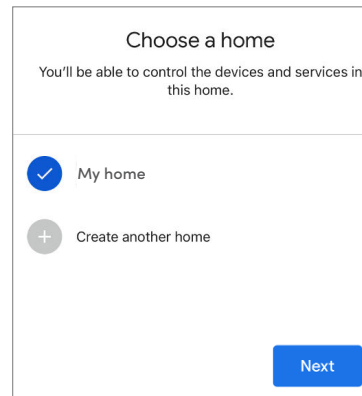 Choose a home
You'll be able to control the devices and services in
this home.
My home
Create another home
Next